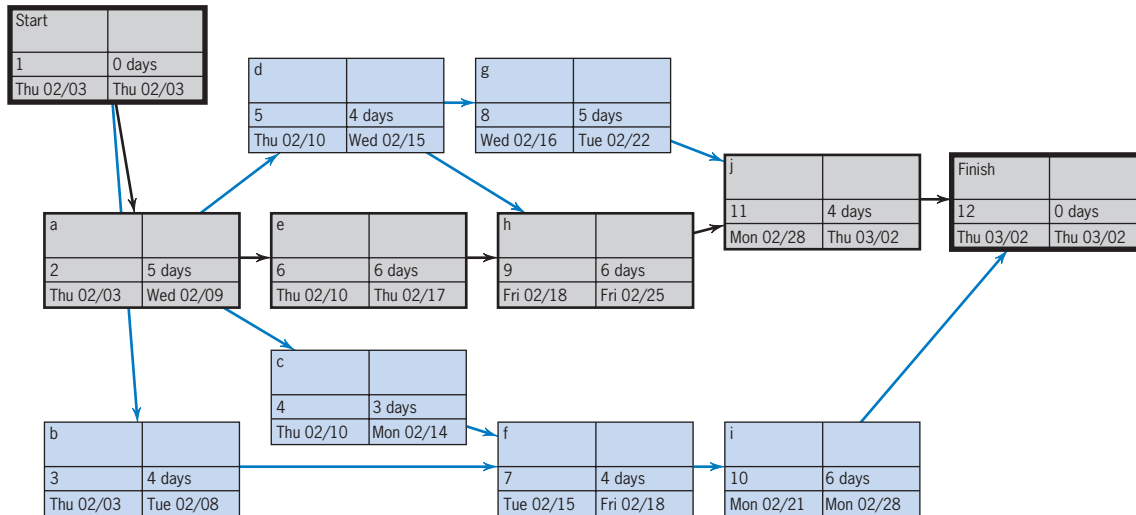 Start
1 0 days
Thu 02/03 Thu 02/03
d
5 4 days
Thu 02/10 Wed 02/15
g
8 5 days
Wed 02/16 Tue 02/22
j
11 4 days
Mon 02/28 Thu 03/02
Finish
12 0 days
Thu 03/02 Thu 03/02
a
2 5 days
Thu 02/03 Wed 02/09
e
6 6 days
Thu 02/10 Thu 02/17
h
9 6 days
Fri 02/18 Fri 02/25
c
4 3 days
Thu 02/10 Mon 02/14
b
3 4 days
Thu 02/03 Tue 02/08
f
7 4 days
Tue 02/15 Fri 02/18
i
10 6 days
Mon 02/21 Mon 02/28